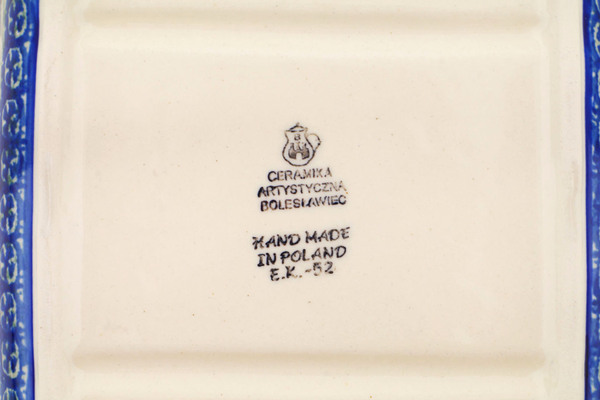 CERAMIKA
ARTYSTYCZNA
BOLESŁAWIEC
HAND MADE
IN POLAND
E.K.-52